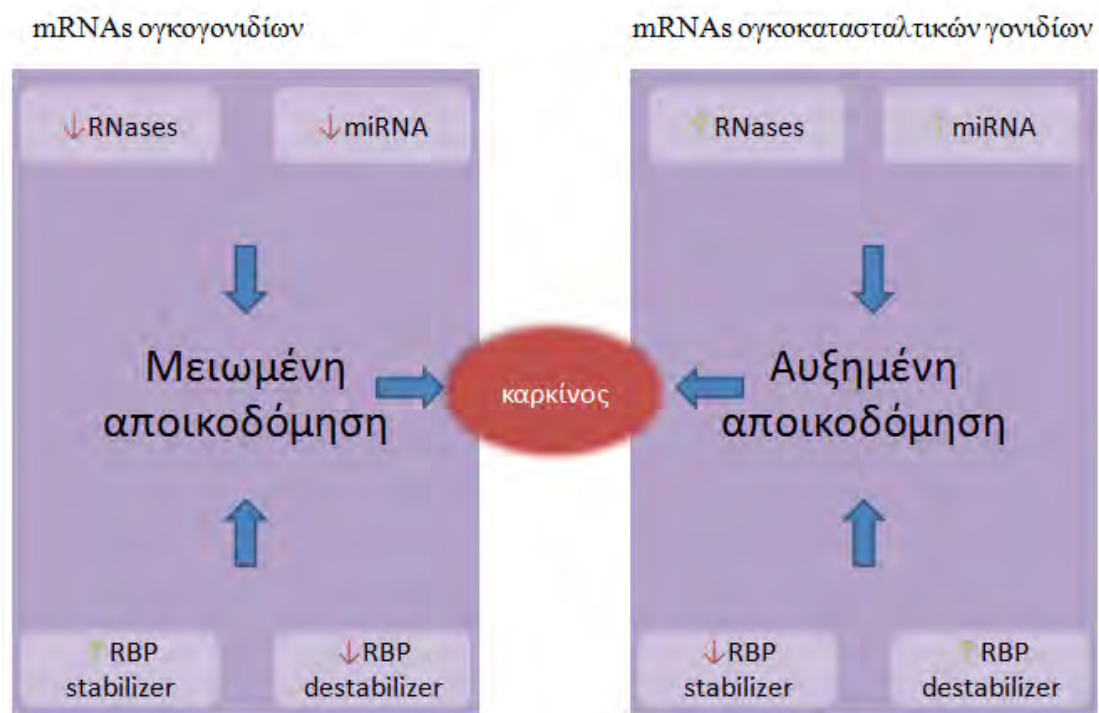 mRNAs ογκογονιδίων
↓RNases
↓miRNA
Μειωμένη
αποικοδόμηση
↑RBP
stabilizer
↓RBP
destabilizer
καρκίνος
mRNAs ογκοκατασταλτικών γονιδίων
↑RNases
↑miRNA
Αυξημένη
αποικοδόμηση
↓RBP
stabilizer
↑RBP
destabilizer